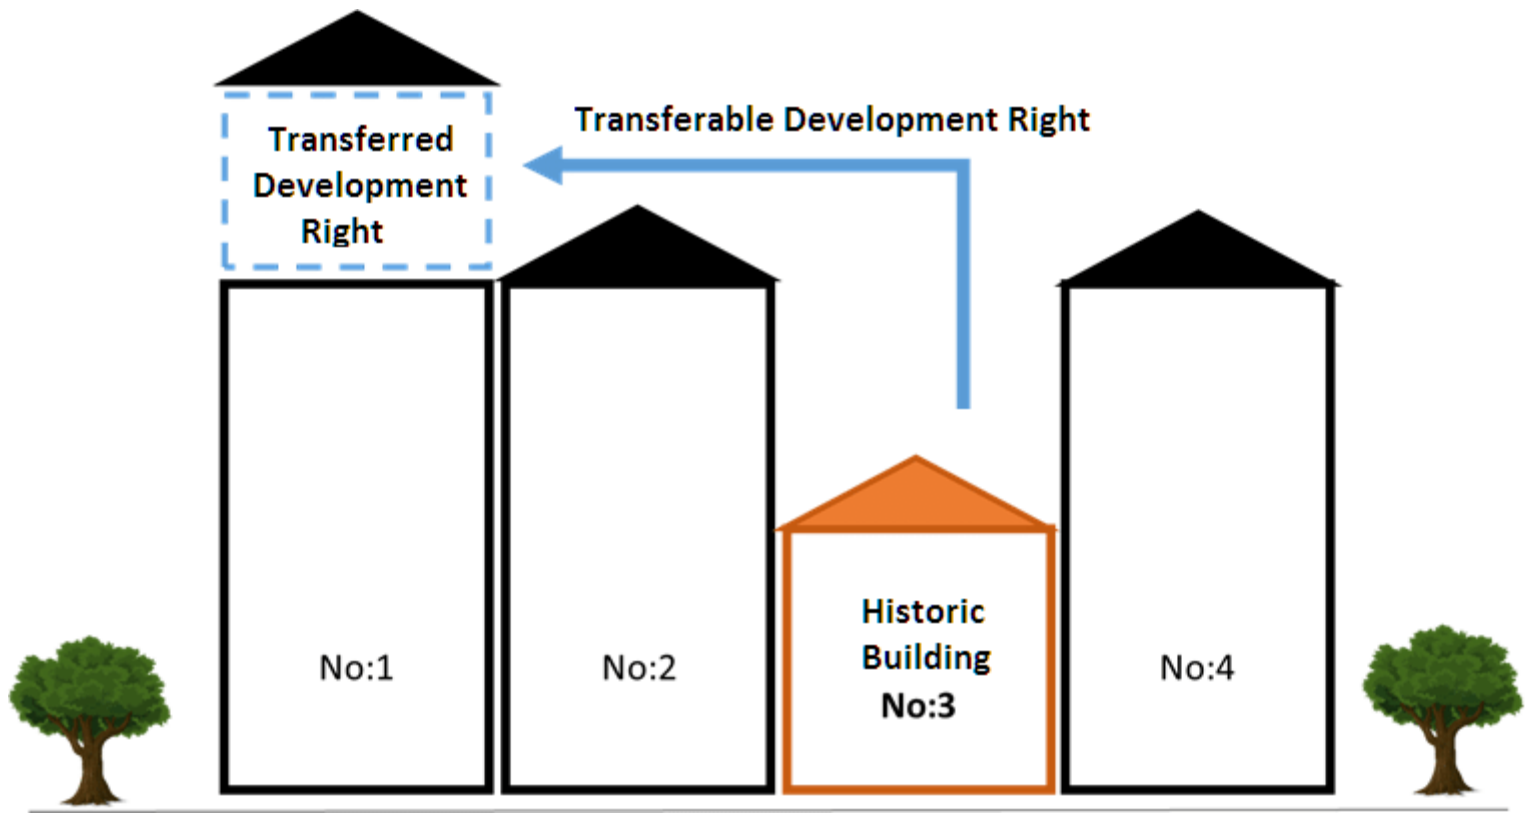 Transferable Development Right
Transferred
Development
Right
No:1
No:2
Historic
Building
No:3
No:4